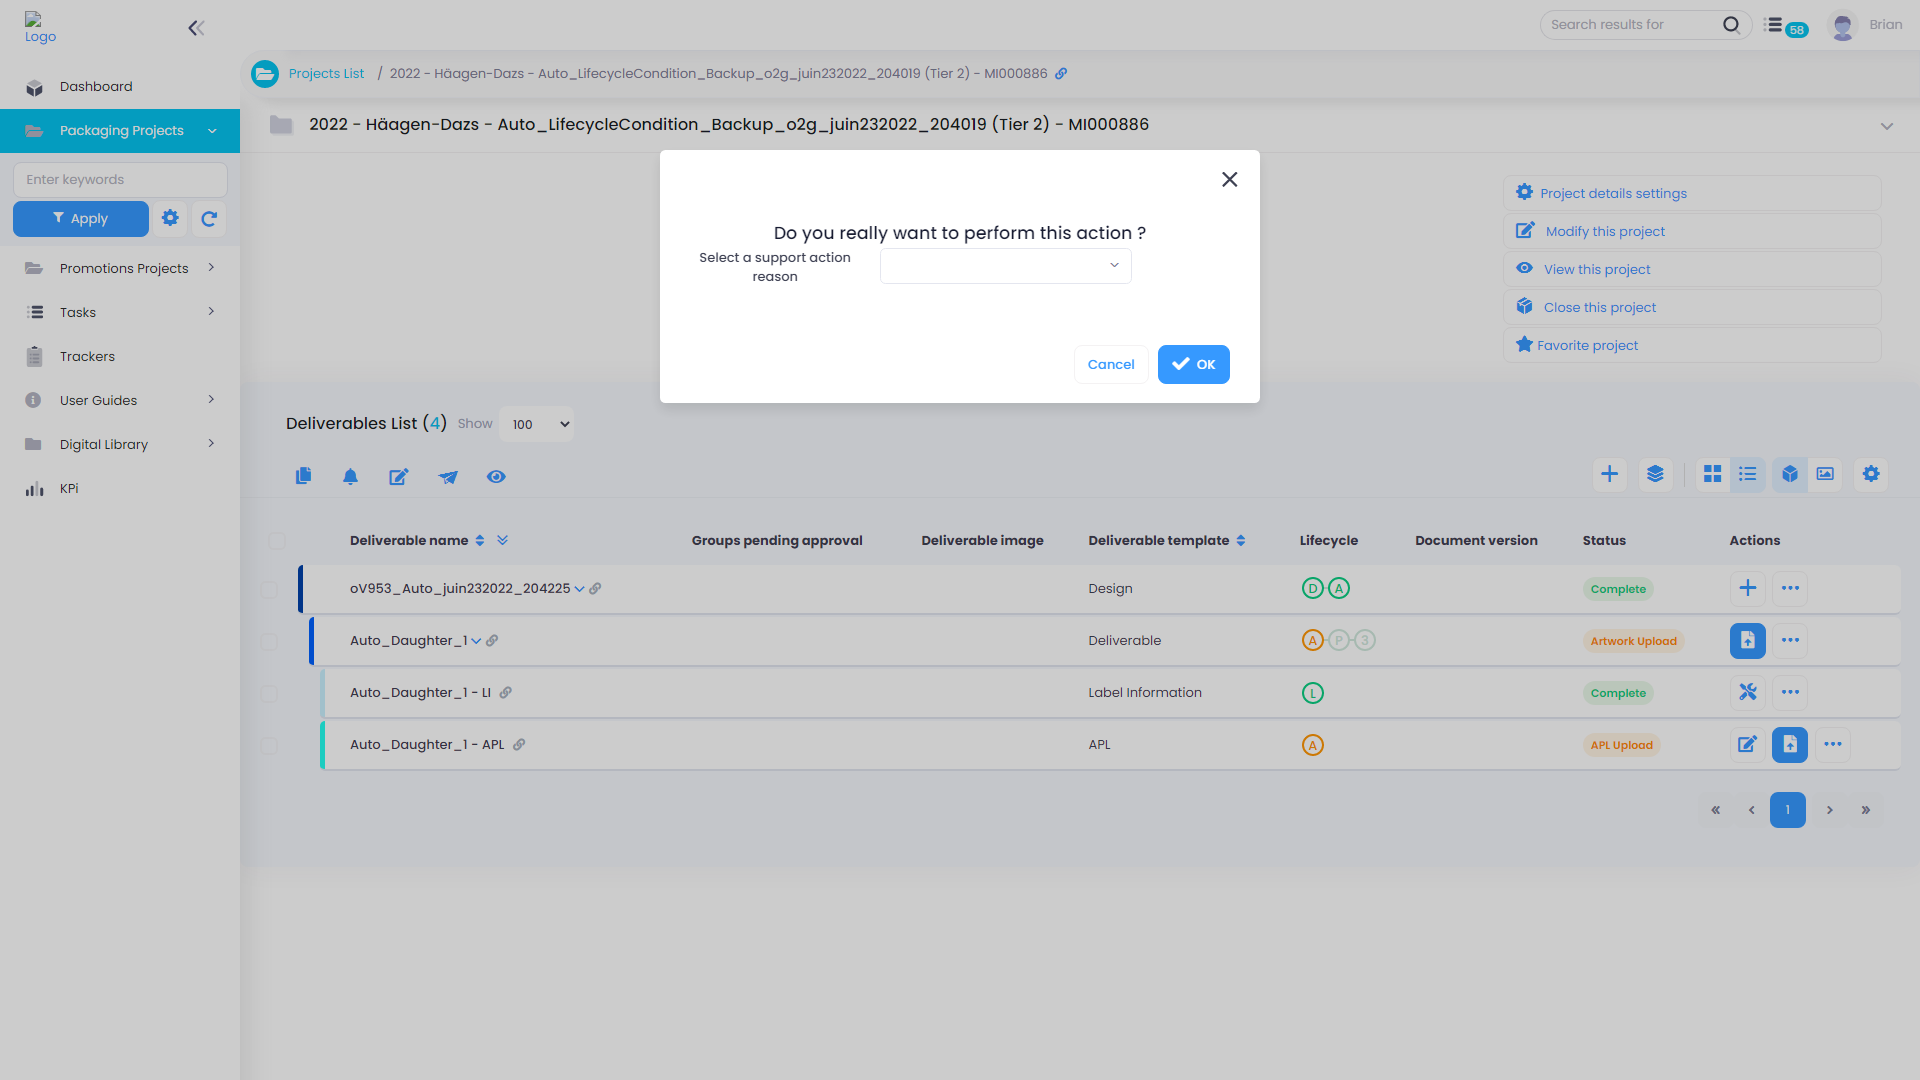 Logo
Search results for
58
Brian
Dashboard
Packaging Projects
Enter keywords
Apply
Promotions Projects
Tasks
Trackers
User Guides
Digital Library
KPi
Projects List / 2022 - Häagen-Dazs - Auto_LifecycleCondition_Backup_o2g_juin232022_204019 (Tier 2) - MI000886
2022 - Häagen-Dazs - Auto_LifecycleCondition_Backup_o2g_juin232022_204019 (Tier 2) - MI000886
Do you really want to perform this action ?
Select a support action
reason
Cancel
OK
Project details settings
Modify this project
View this project
Close this project
Favorite project
Deliverables List (4) Show 100
Deliverable name Groups pending approval Deliverable image Deliverable template Lifecycle Document version Status Actions
oV953_Auto_juin232022_204225 Design D A Complete
Auto_Daughter_1 Deliverable A P 3 Artwork Upload
Auto_Daughter_1 - LI Label Information L Complete
Auto_Daughter_1 - APL APL A APL Upload
« ‹ 1 › »